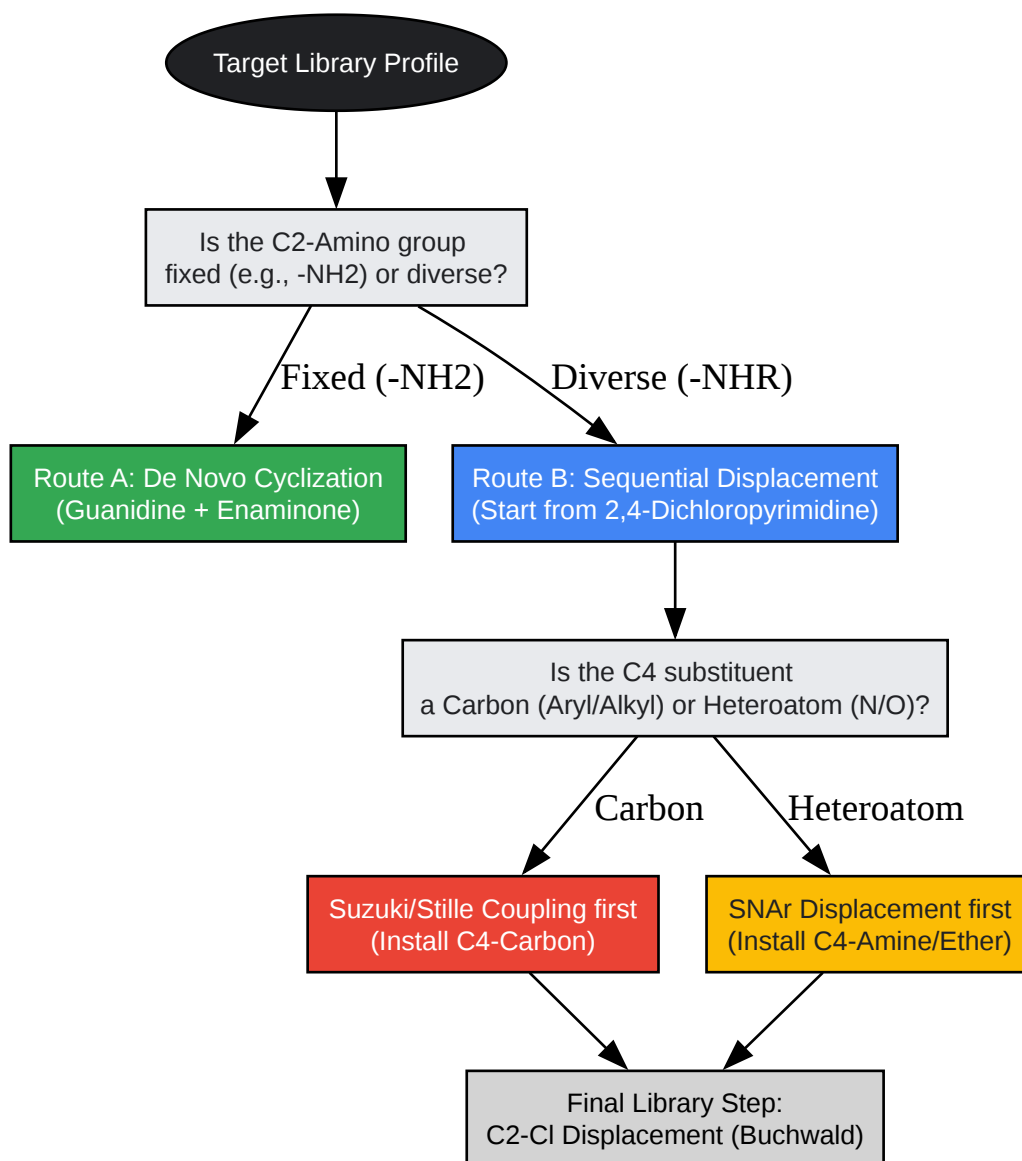 Target Library Profile
Is the C2-Amino group
fixed (e.g., -NH2) or diverse?
Fixed (-NH2)
Diverse (-NHR)
Route A: De Novo Cyclization
(Guanidine + Enaminone)
Route B: Sequential Displacement
(Start from 2,4-Dichloropyrimidine)
Is the C4 substituent
a Carbon (Aryl/Alkyl) or Heteroatom (N/O)?
Carbon
Heteroatom
Suzuki/Stille Coupling first
(Install C4-Carbon)
SNAr Displacement first
(Install C4-Amine/Ether)
Final Library Step:
C2-Cl Displacement (Buchwald)